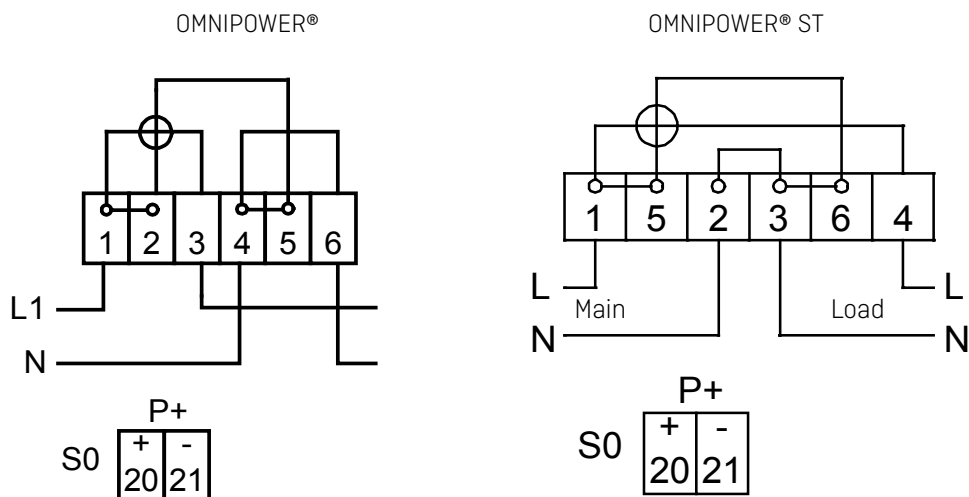 OMNIPOWER®
1 2 3 4 5 6
L1
N
P+
S0
+ -
20 21
OMNIPOWER® ST
1 5 2 3 6 4
L Main Load L
N N
P+
S0
+ -
20 21